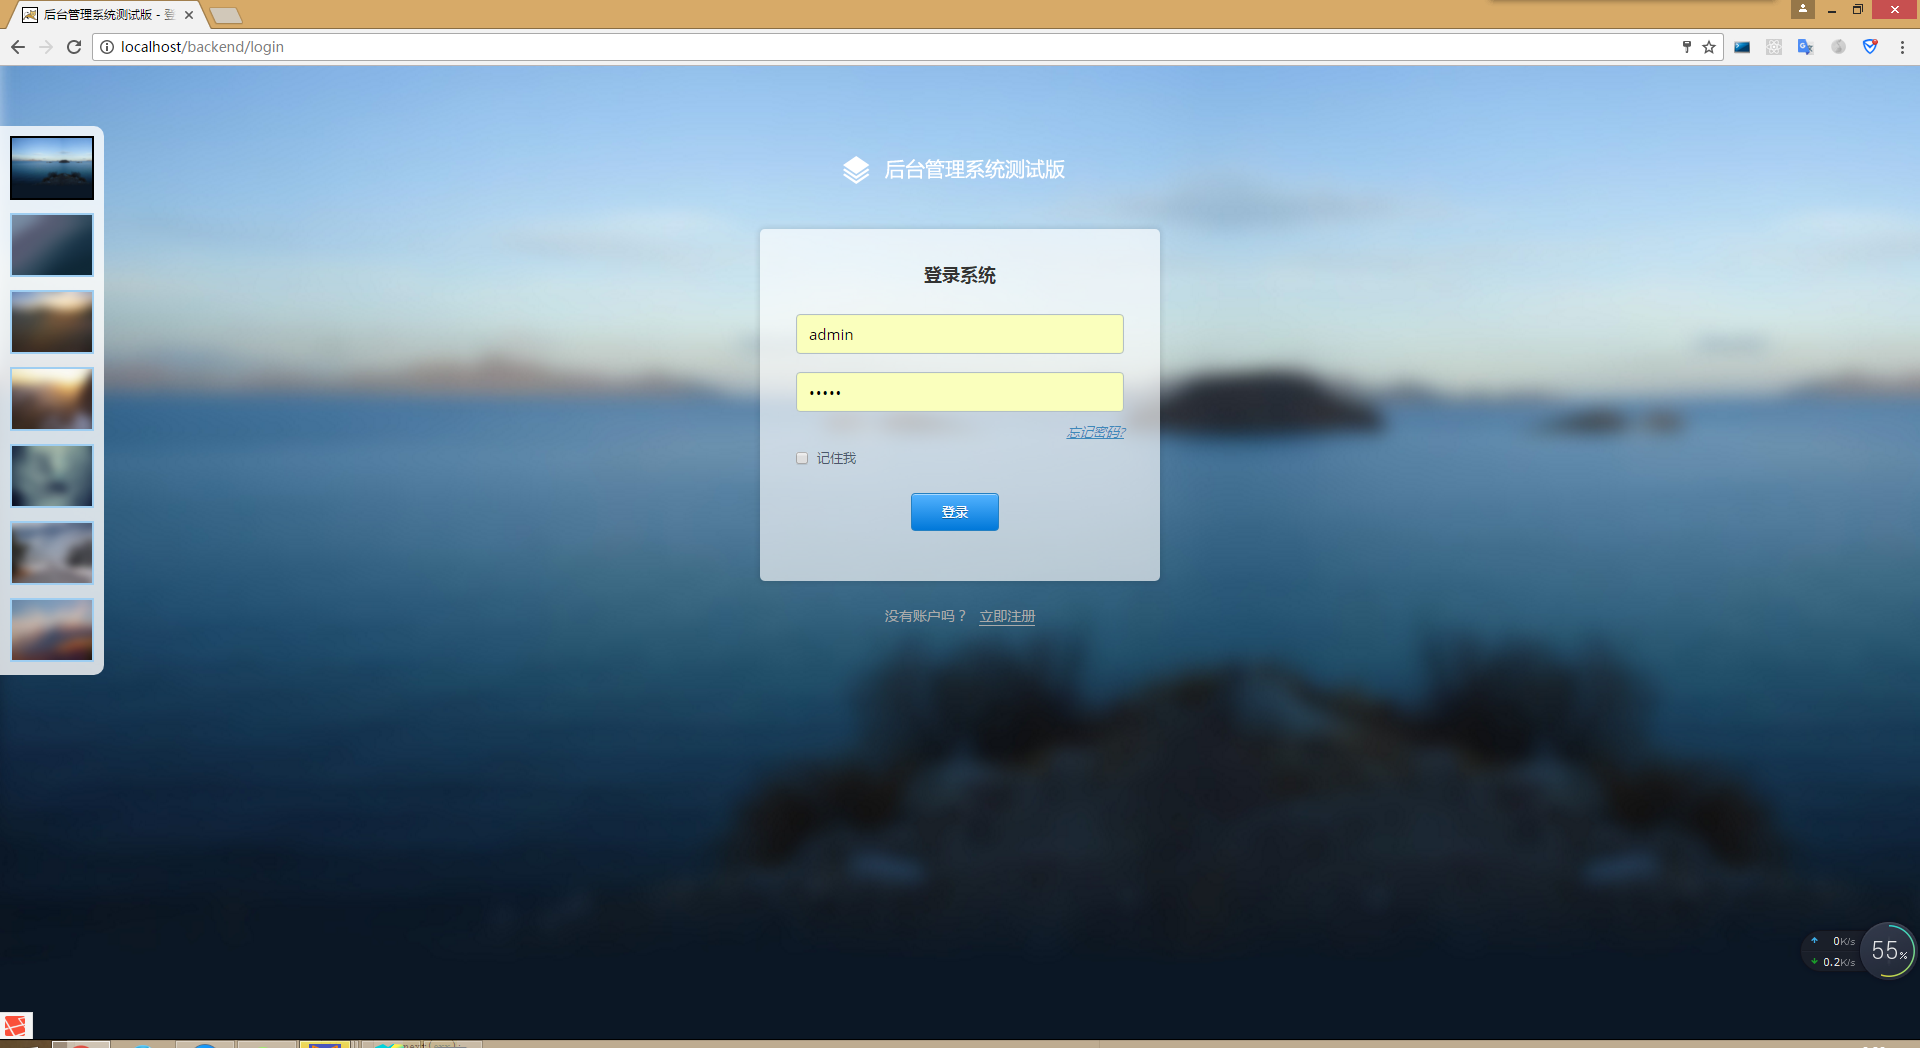 后台管理系统测试版 - 登
localhost/backend/login
后台管理系统测试版
登录系统
admin
•••••
忘记密码?
记住我
登录
没有账户吗？ 立即注册
0K/s
0.2K/s
55%